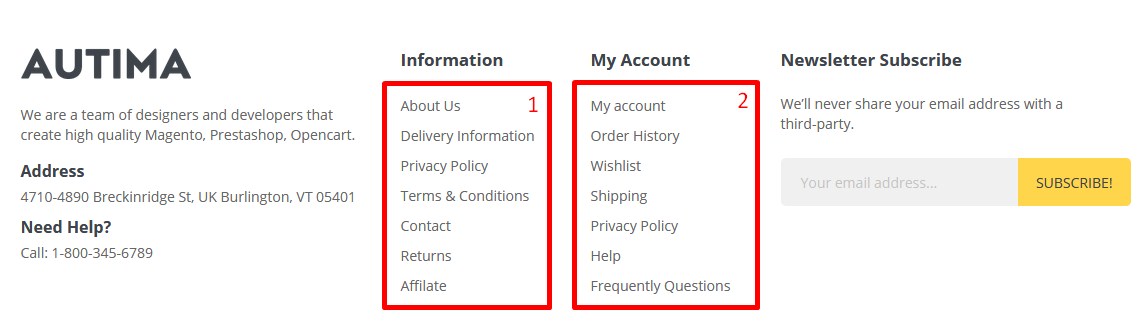 AUTIMA
We are a team of designers and developers that
create high quality Magento, Prestashop, Opencart.
Address
4710-4890 Breckinridge St, UK Burlington, VT 05401
Need Help?
Call: 1-800-345-6789
Information
1
About Us
Delivery Information
Privacy Policy
Terms & Conditions
Contact
Returns
Affilate
My Account
2
My account
Order History
Wishlist
Shipping
Privacy Policy
Help
Frequently Questions
Newsletter Subscribe
We’ll never share your email address with a
third-party.
Your email address...
SUBSCRIBE!